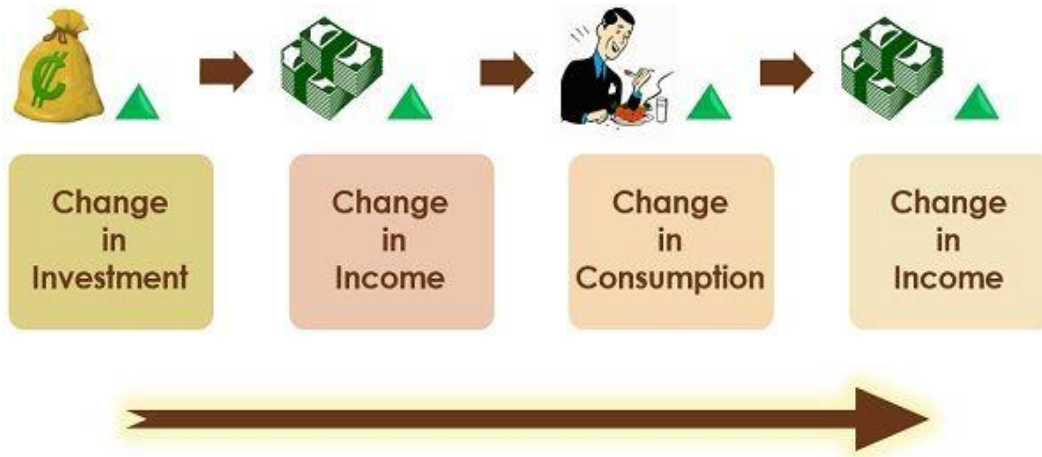 Change
in
Investment
Change
in
Income
Change
in
Consumption
Change
in
Income